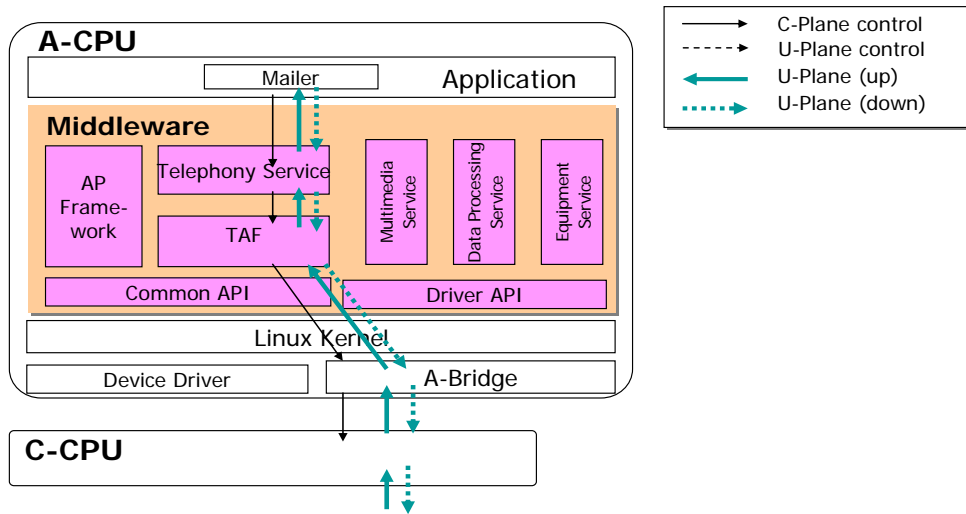 A-CPU
Mailer
Application
Middleware
AP
Frame-
work
Telephony Service
TAF
Multimedia
Service
Data Processing
Service
Equipment
Service
Common API
Driver API
Linux Kernel
Device Driver
A-Bridge
C-CPU
C-Plane control
U-Plane control
U-Plane (up)
U-Plane (down)